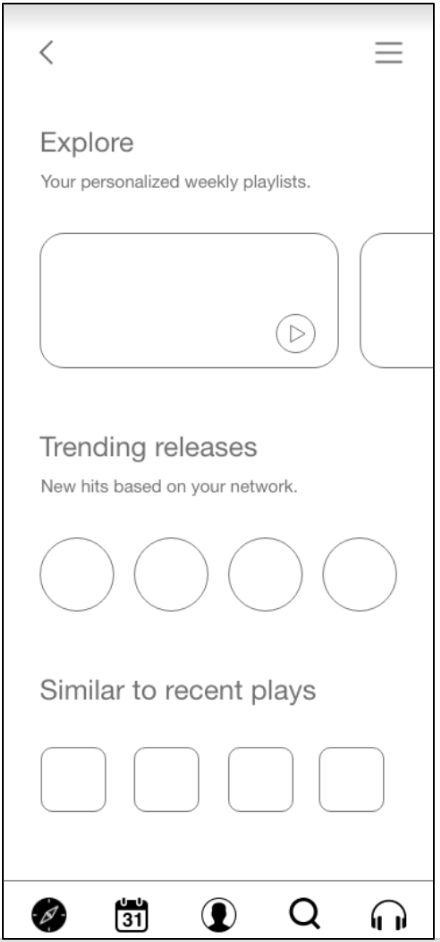 Explore
Your personalized weekly playlists.
Trending releases
New hits based on your network.
Similar to recent plays
31